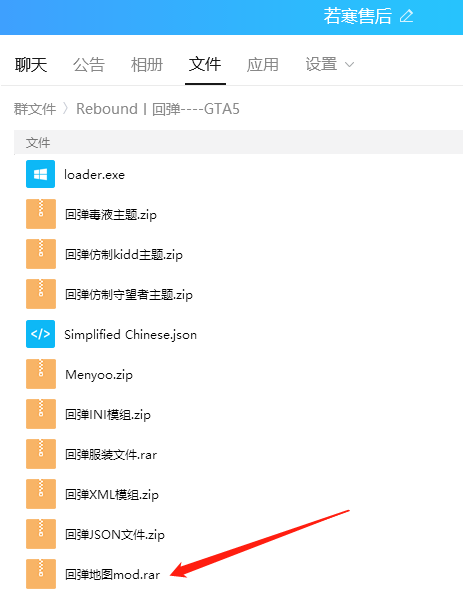 若寒售后
聊天 公告 相册 文件 应用 设置
群文件 〉Rebound丨回弹----GTA5
文件
loader.exe
回弹毒液主题.zip
回弹仿制kidd主题.zip
回弹仿制守望者主题.zip
Simplified Chinese.json
Menyoo.zip
回弹INI模组.zip
回弹服装文件.rar
回弹XML模组.zip
回弹JSON文件.zip
回弹地图mod.rar